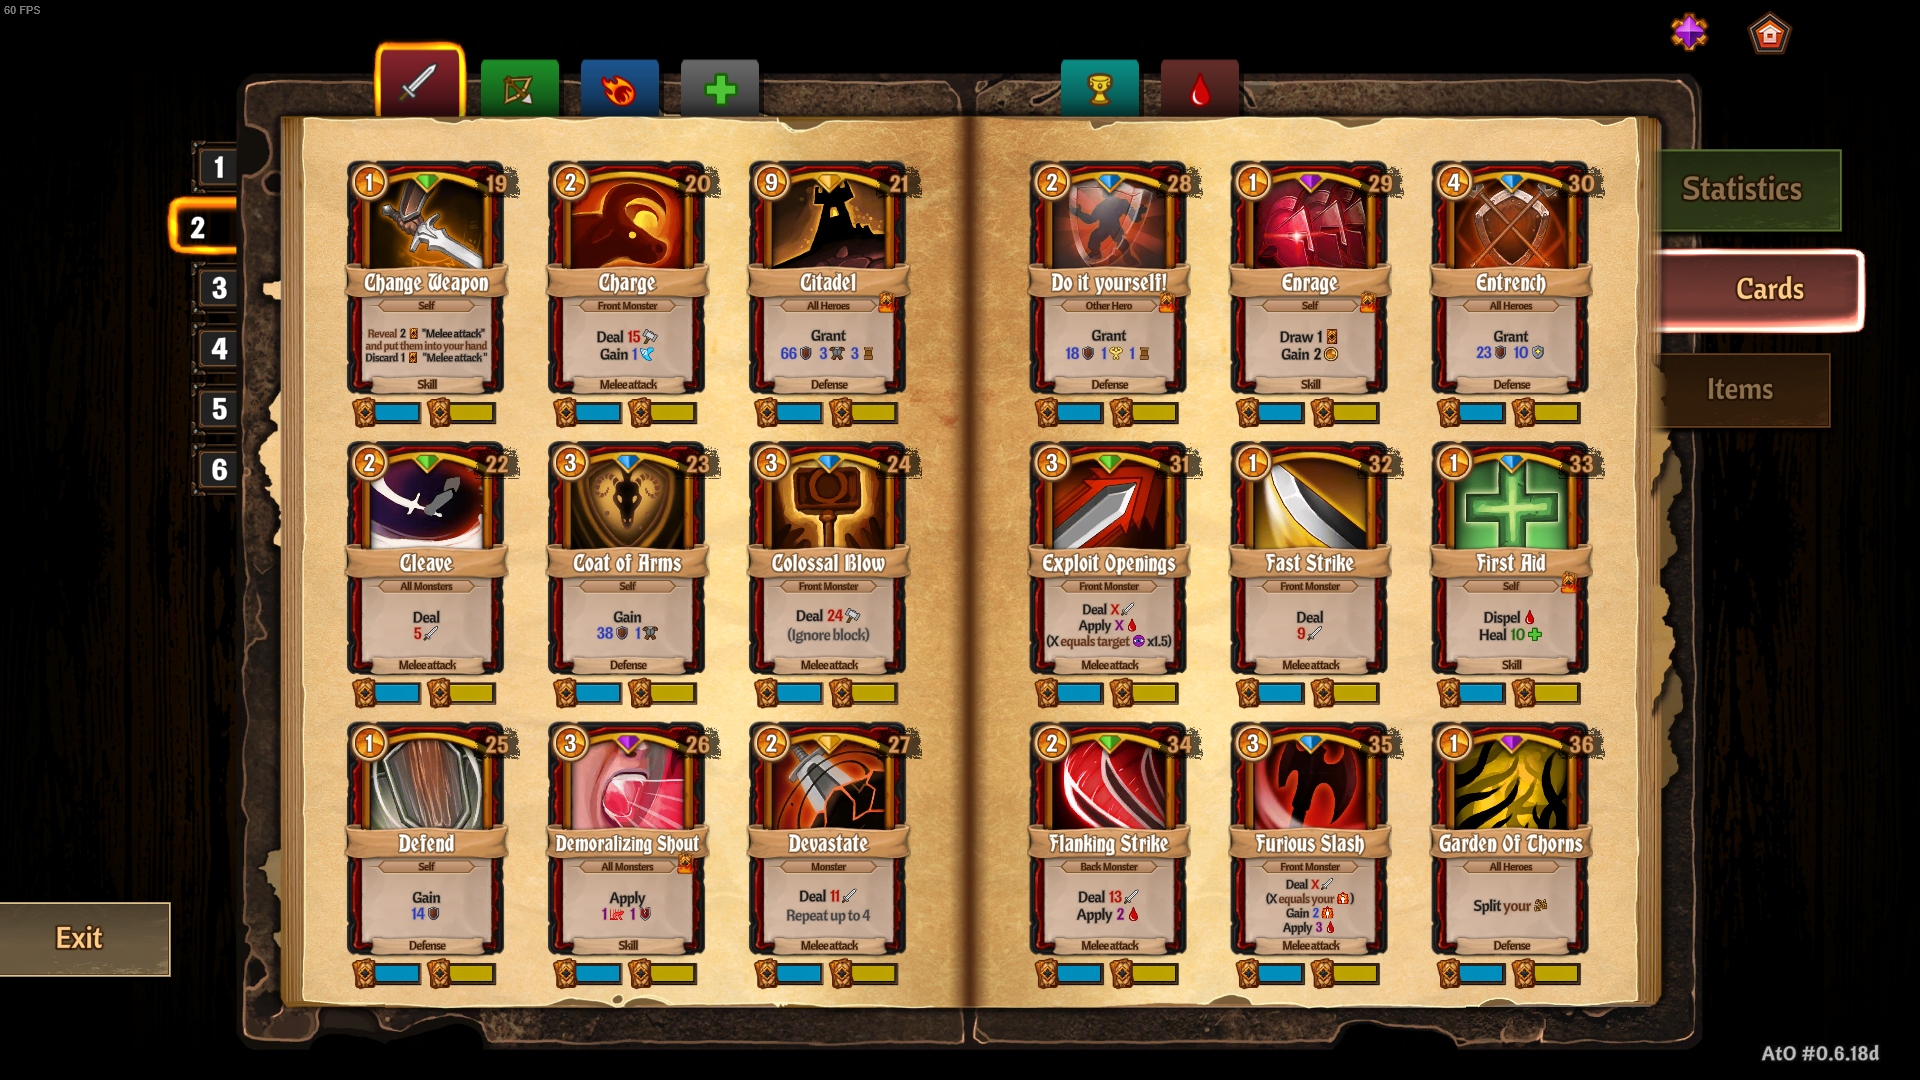 60 FPS
1
2
3
4
5
6
Statistics
Cards
Items
Exit
1
19
Change Weapon
Self
Reveal 2 "Melee attack"
and put them into your hand
Discard 1 "Melee attack"
Skill
2
20
Charge
Front Monster
Deal 15
Gain 1
Melee attack
9
21
Citadel
All Heroes
Grant
66 3 3
Defense
2
28
Do it yourself!
Other Hero
Grant
18 1 1
Defense
1
29
Enrage
Self
Draw 1
Gain 2
Skill
4
30
Entrench
All Heroes
Grant
23 10
Defense
2
22
Cleave
All Monsters
Deal
5
Melee attack
3
23
Coat of Arms
Self
Gain
38 1
Defense
3
24
Colossal Blow
Front Monster
Deal 24
(Ignore block)
Melee attack
3
31
Exploit Openings
Front Monster
Deal X
Apply X
(X equals target x1.5)
Melee attack
1
32
Fast Strike
Front Monster
Deal
9
Melee attack
1
33
First Aid
Self
Dispel
Heal 10
Skill
1
25
Defend
Self
Gain
14
Defense
3
26
Demoralizing Shout
All Monsters
Apply
1 1
Skill
2
27
Devastate
Monster
Deal 11
Repeat up to 4
Melee attack
2
34
Flanking Strike
Back Monster
Deal 13
Apply 2
Melee attack
3
35
Furious Slash
Front Monster
Deal X
(X equals your )
Gain 2
Apply 3
Melee attack
1
36
Garden Of Thorns
All Heroes
Split your
Defense
AtO #0.6.18d